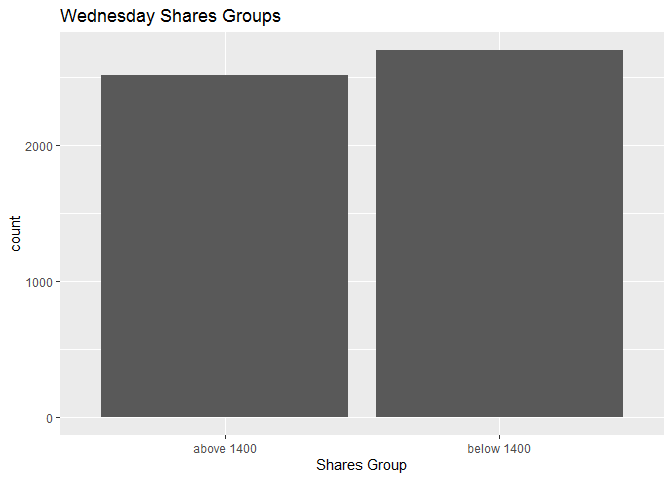 Wednesday Shares Groups
count
2000
1000
0
above 1400
below 1400
Shares Group